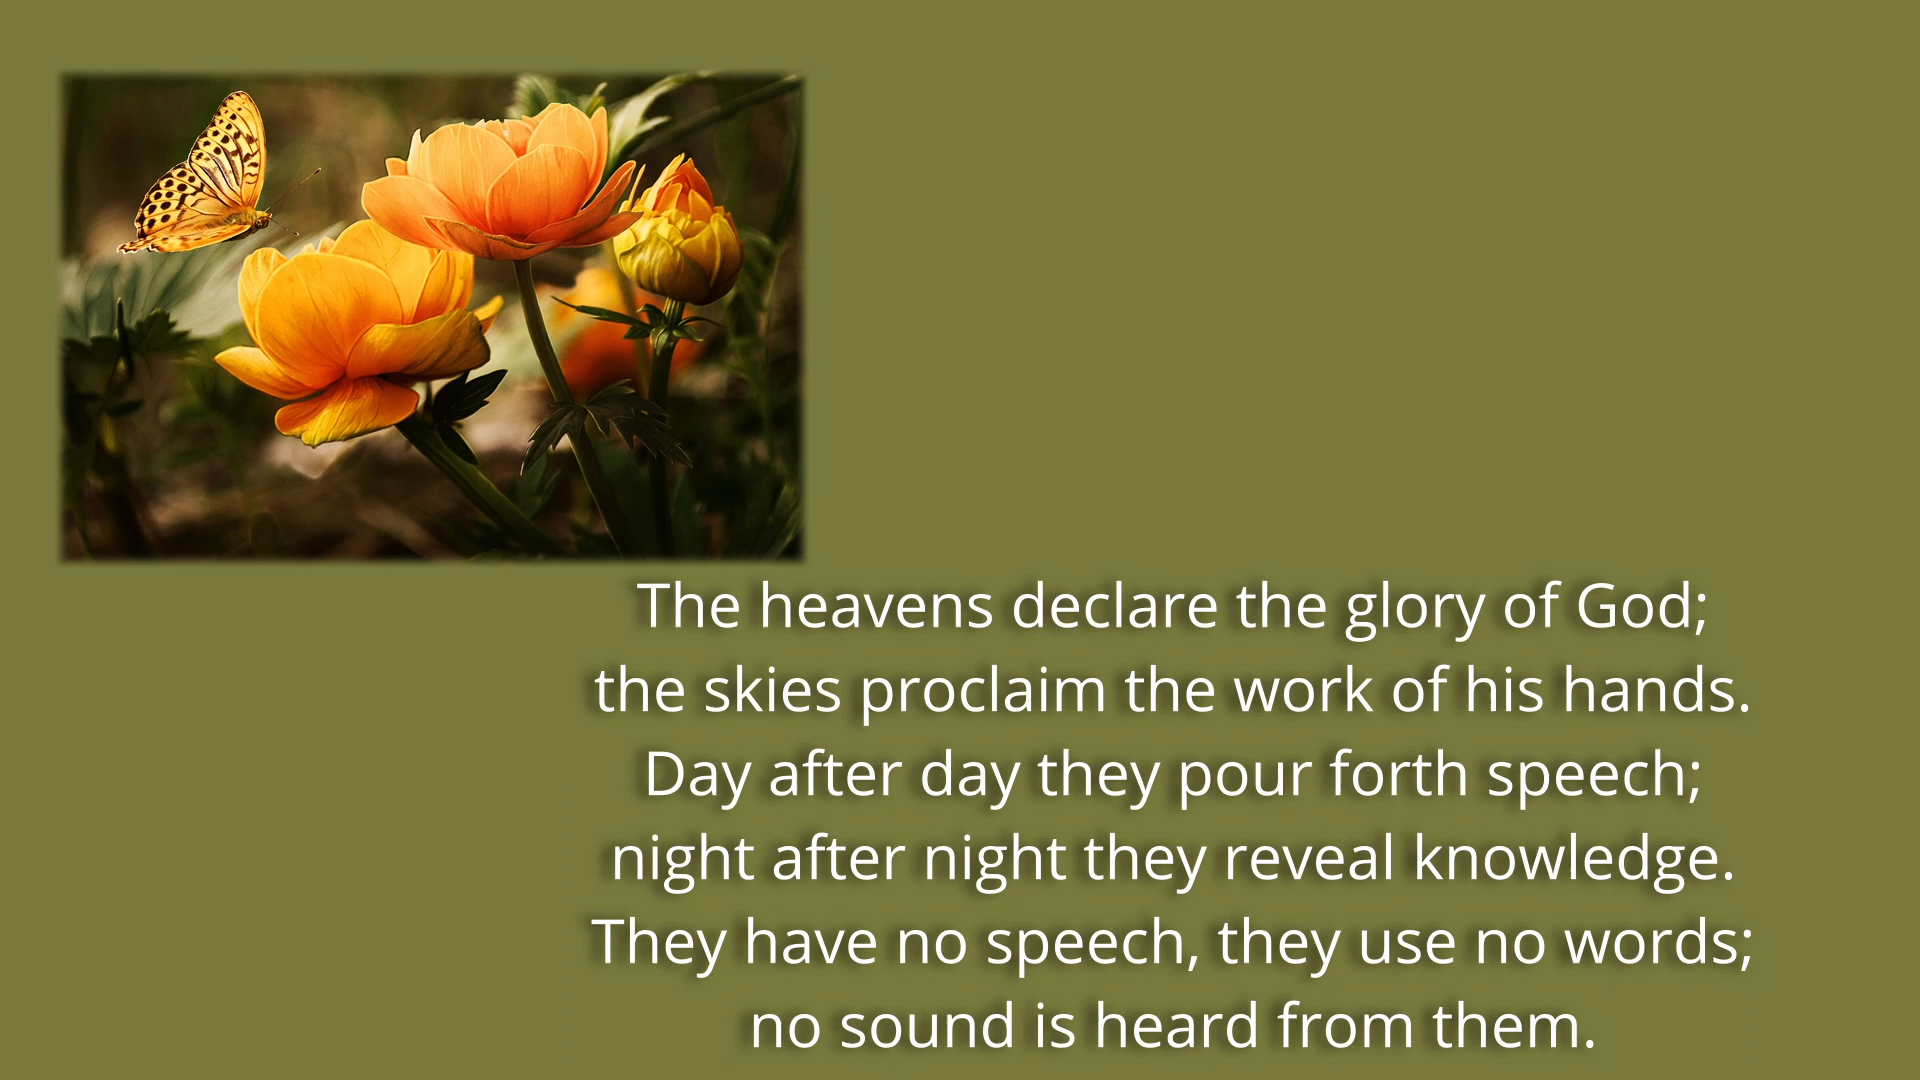 The heavens declare the glory of God;
the skies proclaim the work of his hands.
Day after day they pour forth speech;
night after night they reveal knowledge.
They have no speech, they use no words;
no sound is heard from them.